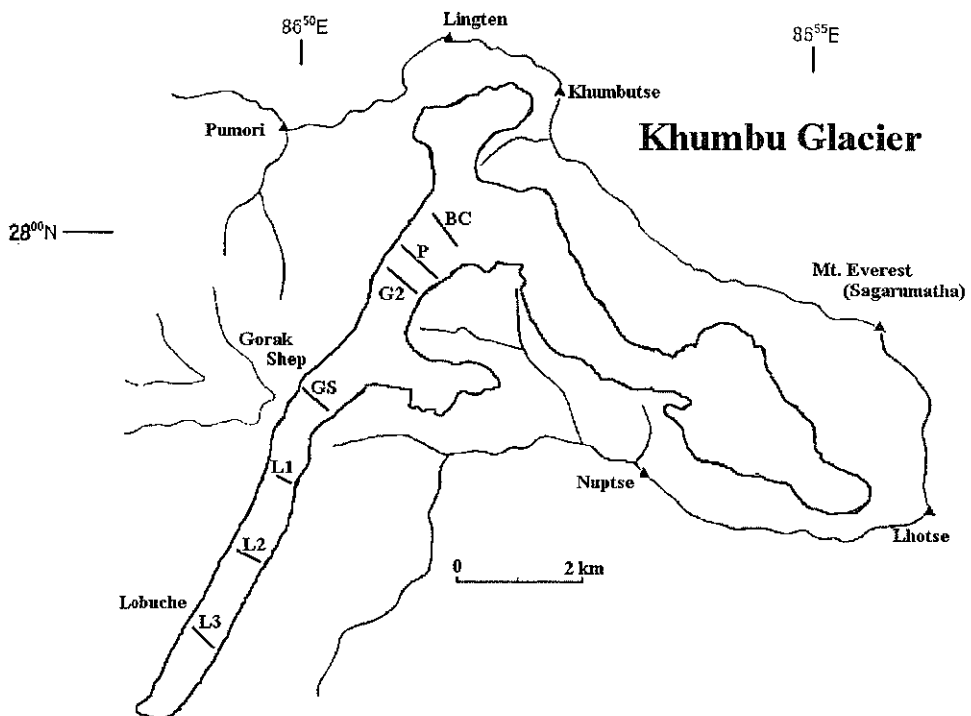 86⁵⁰E
86⁵⁵E
Lingten
Khumbutse
Pumori
Khumbu Glacier
28⁰⁰N
BC
P
G2
Mt. Everest
(Sagarumatha)
Gorak
Shep
GS
L1
Nuptse
Lhotse
L2
0 2 km
Lobuche
L3